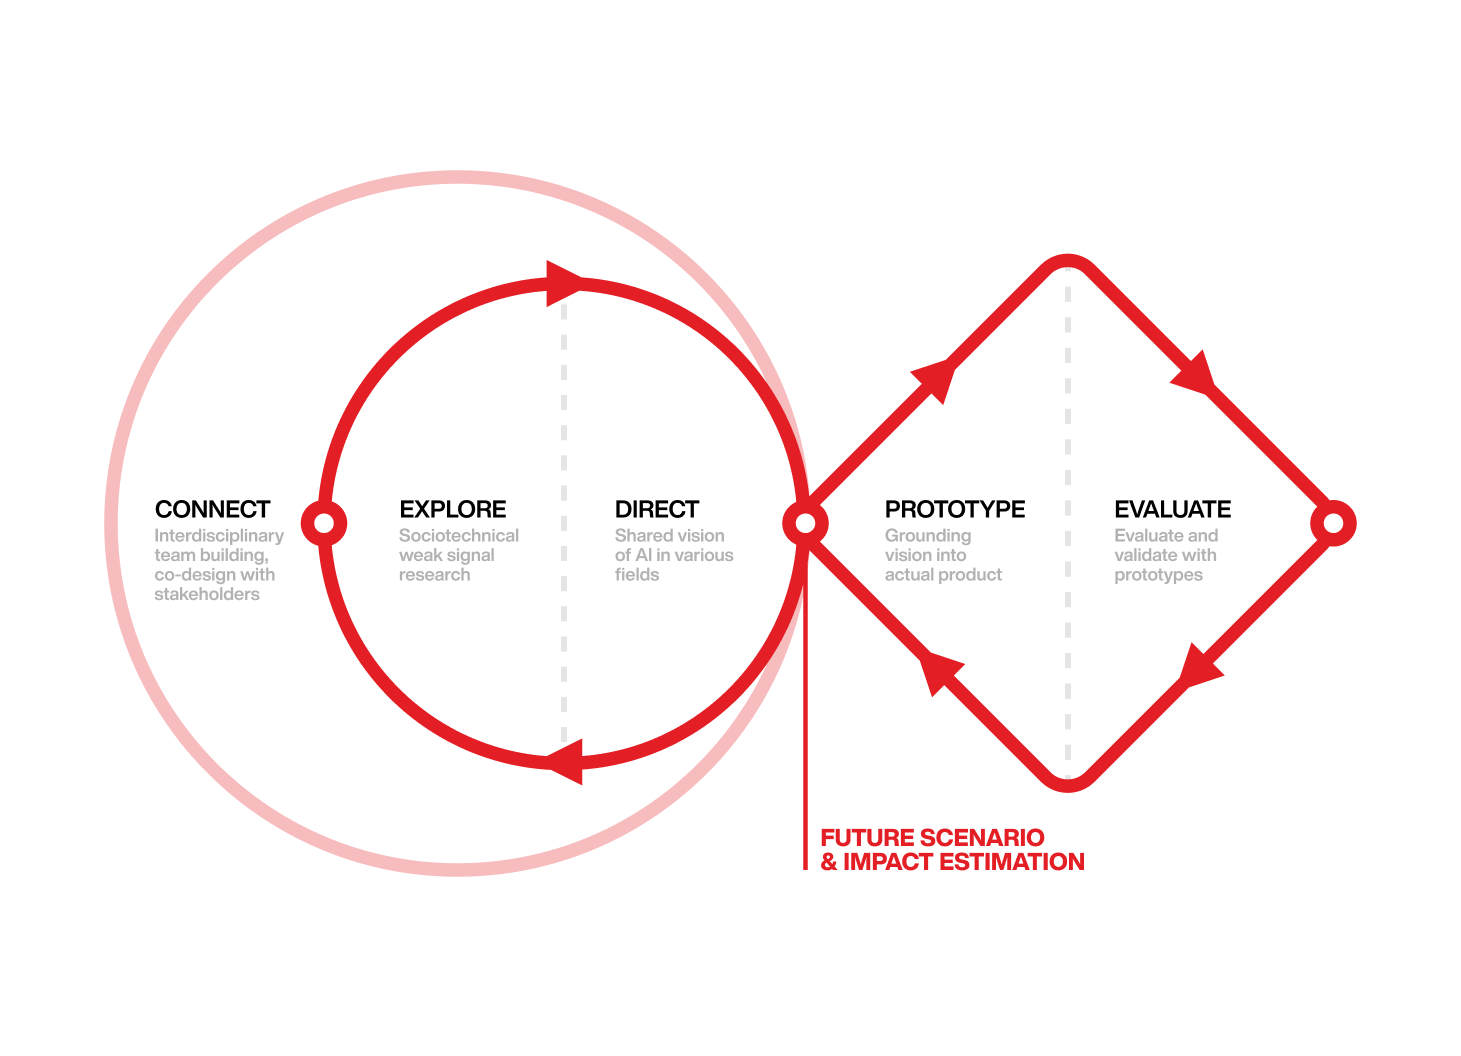 CONNECT
Interdisciplinary
team building,
co-design with
stakeholders
EXPLORE
Sociotechnical
weak signal
research
DIRECT
Shared vision
of AI in various
fields
PROTOTYPE
Grounding
vision into
actual product
EVALUATE
Evaluate and
validate with
prototypes
FUTURE SCENARIO
& IMPACT ESTIMATION